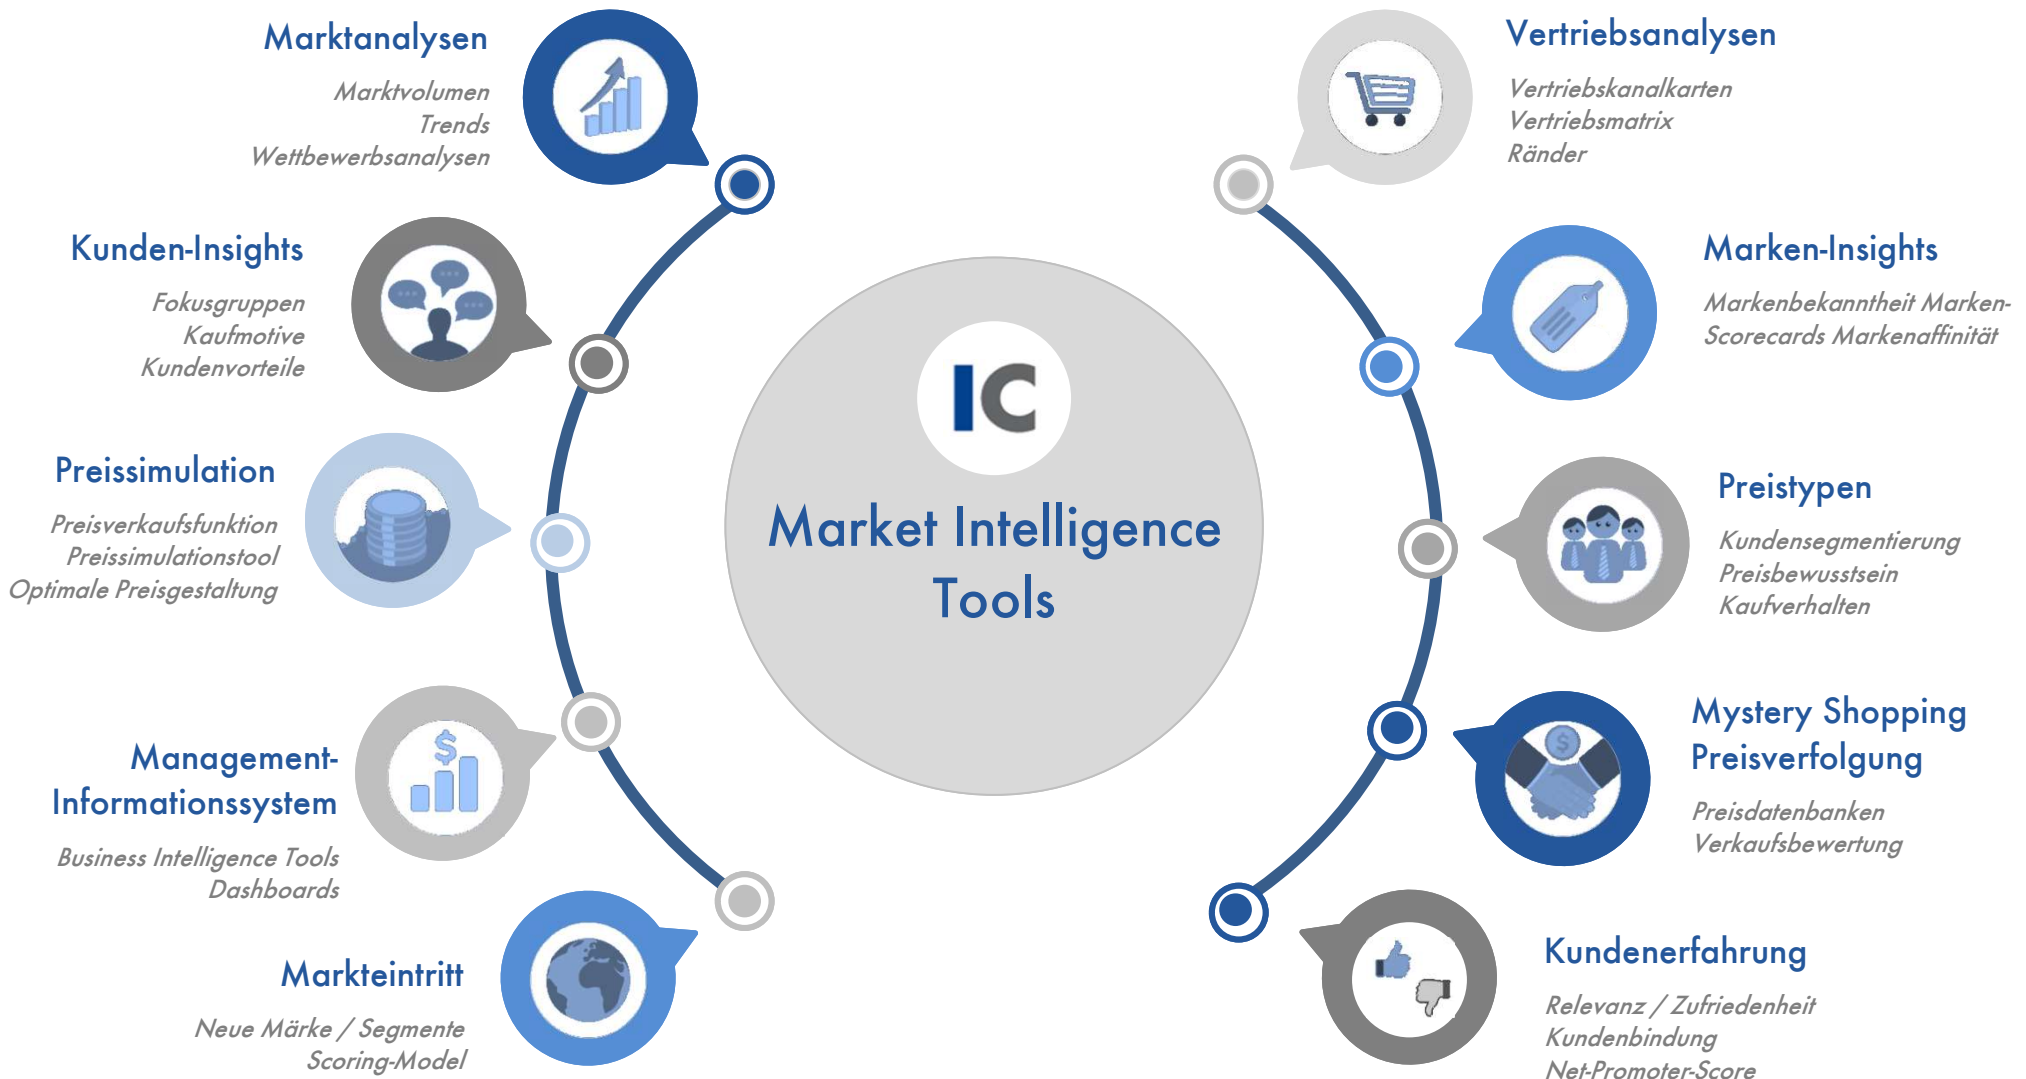 Marktanalysen
Marktvolumen
Trends
Wettbewerbsanalysen
Kunden-Insights
Fokusgruppen
Kaufmotive
Kundenvorteile
Preissimulation
Preisverkaufsfunktion
Preissimulationstool
Optimale Preisgestaltung
Management-
Informationssystem
Business Intelligence Tools
Dashboards
Markteintritt
Neue Märke / Segmente
Scoring-Model
IC
Market Intelligence
Tools
Vertriebsanalysen
Vertriebskanalkarten
Vertriebsmatrix
Ränder
Marken-Insights
Markenbekanntheit Marken-
Scorecards Markenaffinität
Preistypen
Kundensegmentierung
Preisbewusstsein
Kaufverhalten
Mystery Shopping
Preisverfolgung
Preisdatenbanken
Verkaufsbewertung
Kundenerfahrung
Relevanz / Zufriedenheit
Kundenbindung
Net-Promoter-Score
$
$